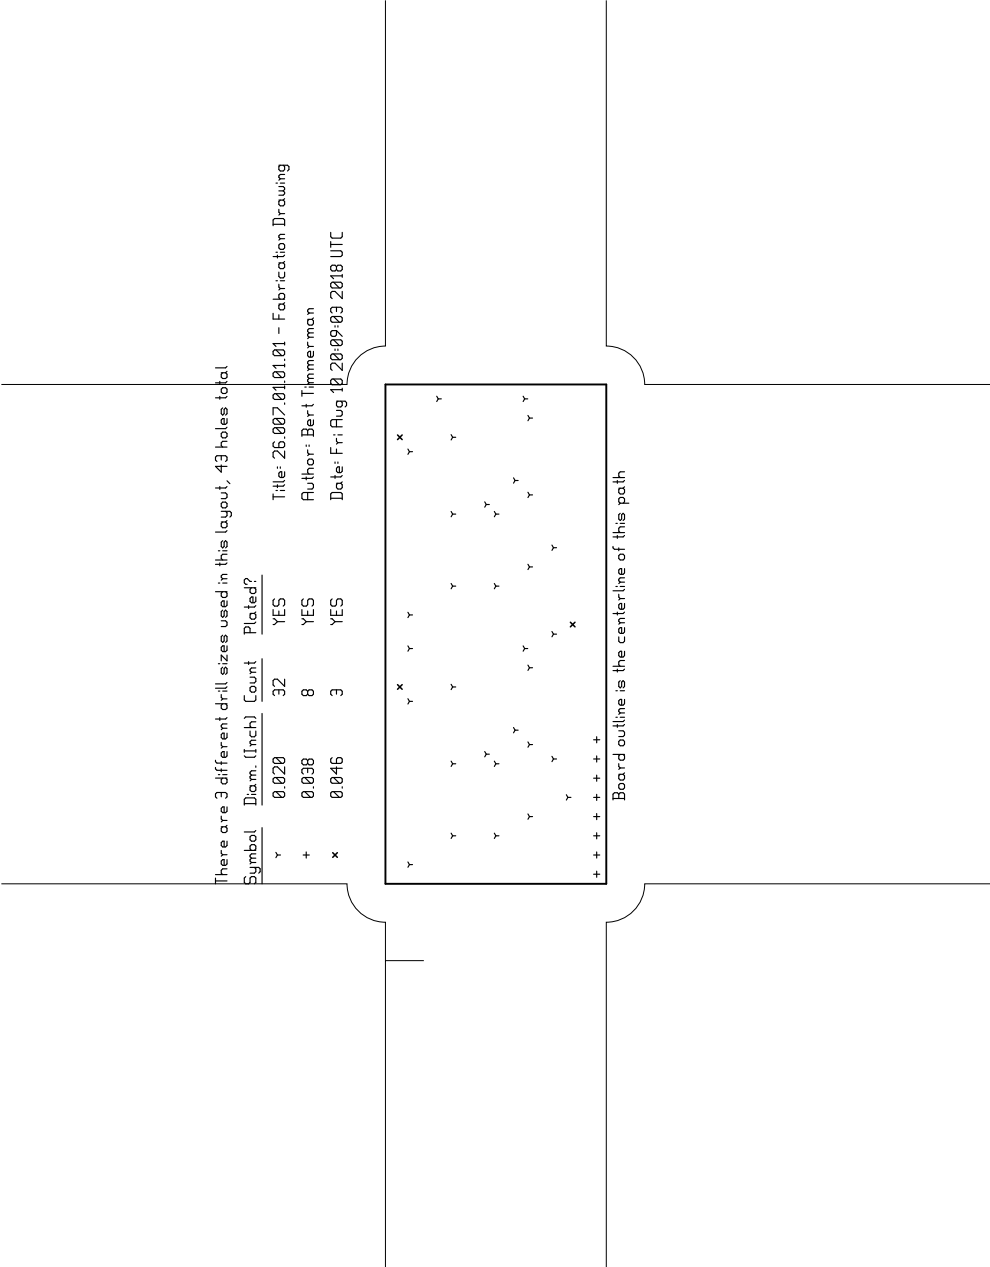 There are 3 different drill sizes used in this layout, 43 holes total
Symbol Diam. (Inch) Count Plated?
0.020 32 YES
+ 0.038 8 YES
× 0.046 3 YES
Title: 26.007.01.01.01 - Fabrication Drawing
Author: Bert Timmerman
Date: Fri Aug 10 20:09:03 2018 UTC
Board outline is the centerline of this path